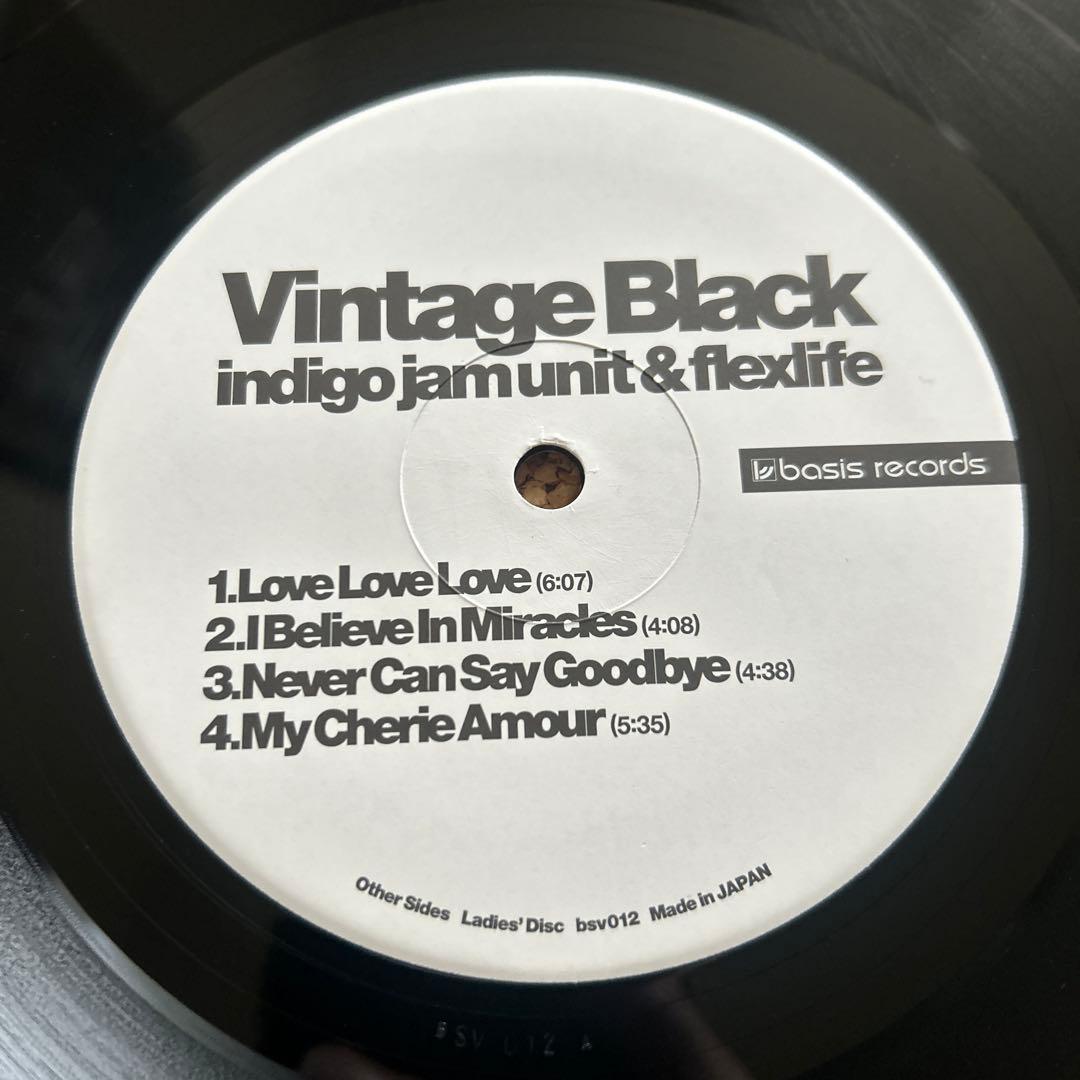 Vintage Black
indigo jam unit & flexlife
basis records
1.Love Love Love (6:07)
2.I Believe In Miracles (4:08)
3.Never Can Say Goodbye (4:38)
4.My Cherie Amour (5:35)
Other Sides Ladies' Disc bsv012 Made in JAPAN
BSV 012 A